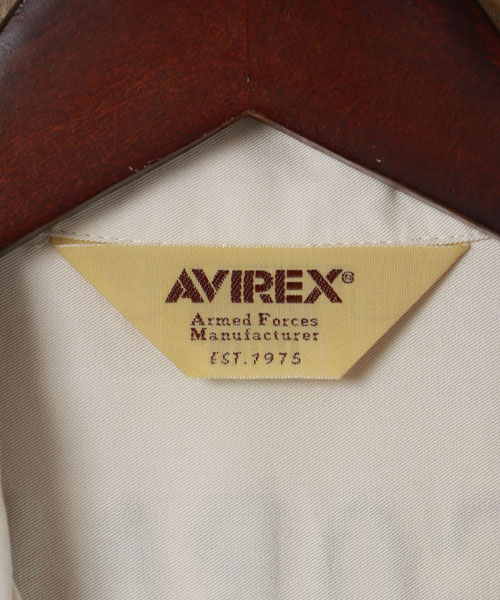 AVIREX®
Armed Forces
Manufacturer
EST.1975